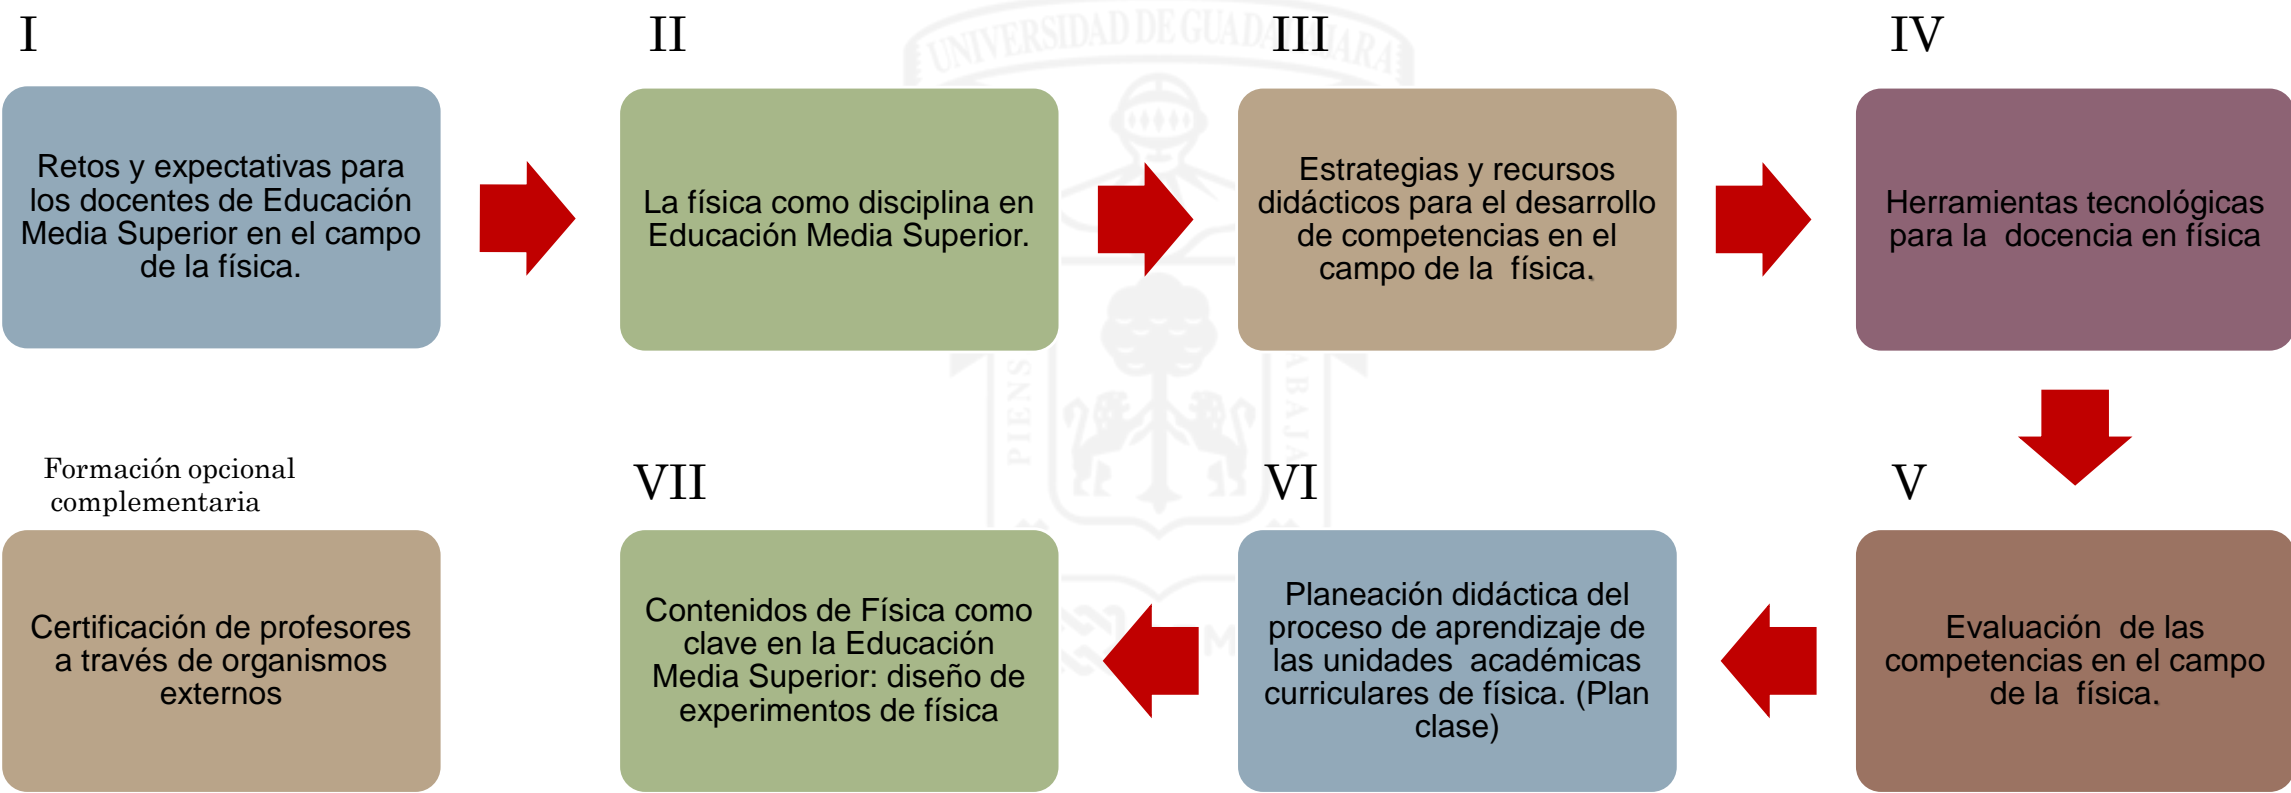 I
II
III
IV
UNIVERSIDAD DE GUADALAJARA
Retos y expectativas para
los docentes de Educación
Media Superior en el campo
de la física.
La física como disciplina en
Educación Media Superior.
Estrategias y recursos
didácticos para el desarrollo
de competencias en el
campo de la  física.
Herramientas tecnológicas
para la  docencia en física
PIENS
ABAJA
Formación opcional
complementaria
VII
VI
V
Certificación de profesores
a través de organismos
externos
Contenidos de Física como
clave en la Educación
Media Superior: diseño de
experimentos de física
Planeación didáctica del
proceso de aprendizaje de
las unidades  académicas
curriculares de física. (Plan
clase)
Evaluación  de las
competencias en el campo
de la  física.